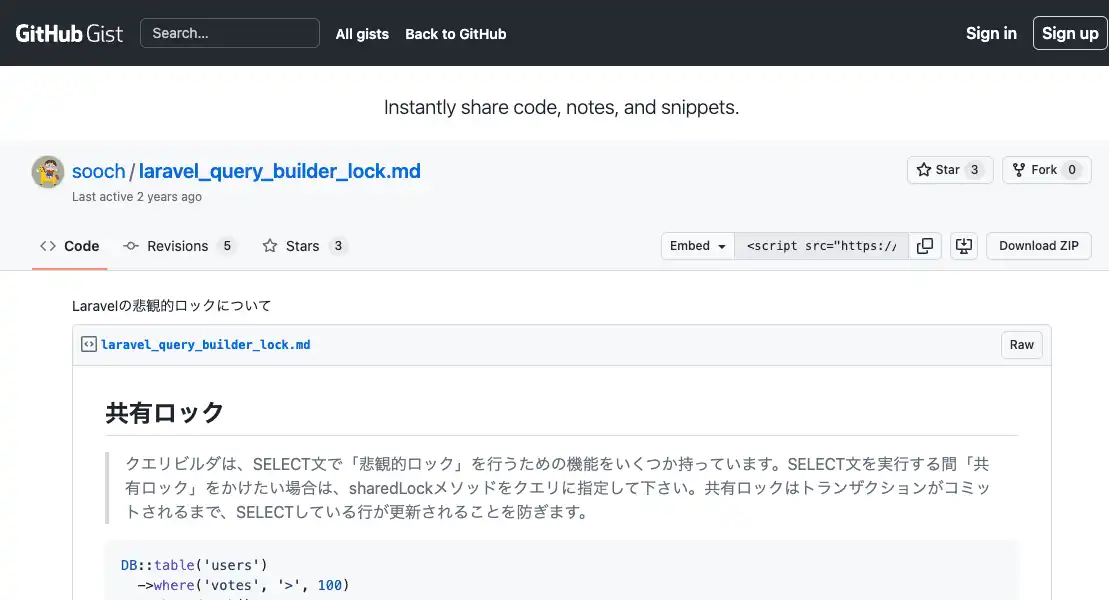 GitHub Gist Search... All gists Back to GitHub Sign in Sign up
Instantly share code, notes, and snippets.
sooch / laravel_query_builder_lock.md Star 3 Fork 0
Last active 2 years ago
Code Revisions 5 Stars 3 Embed <script src="https:// Download ZIP
Laravelの悲観的ロックについて
laravel_query_builder_lock.md Raw
共有ロック
クエリビルダは、SELECT文で「悲観的ロック」を行うための機能をいくつか持っています。SELECT文を実行する間「共
有ロック」をかけたい場合は、sharedLockメソッドをクエリに指定して下さい。共有ロックはトランザクションがコミッ
トされるまで、SELECTしている行が更新されることを防ぎます。
DB::table('users')
->where('votes', '>', 100)